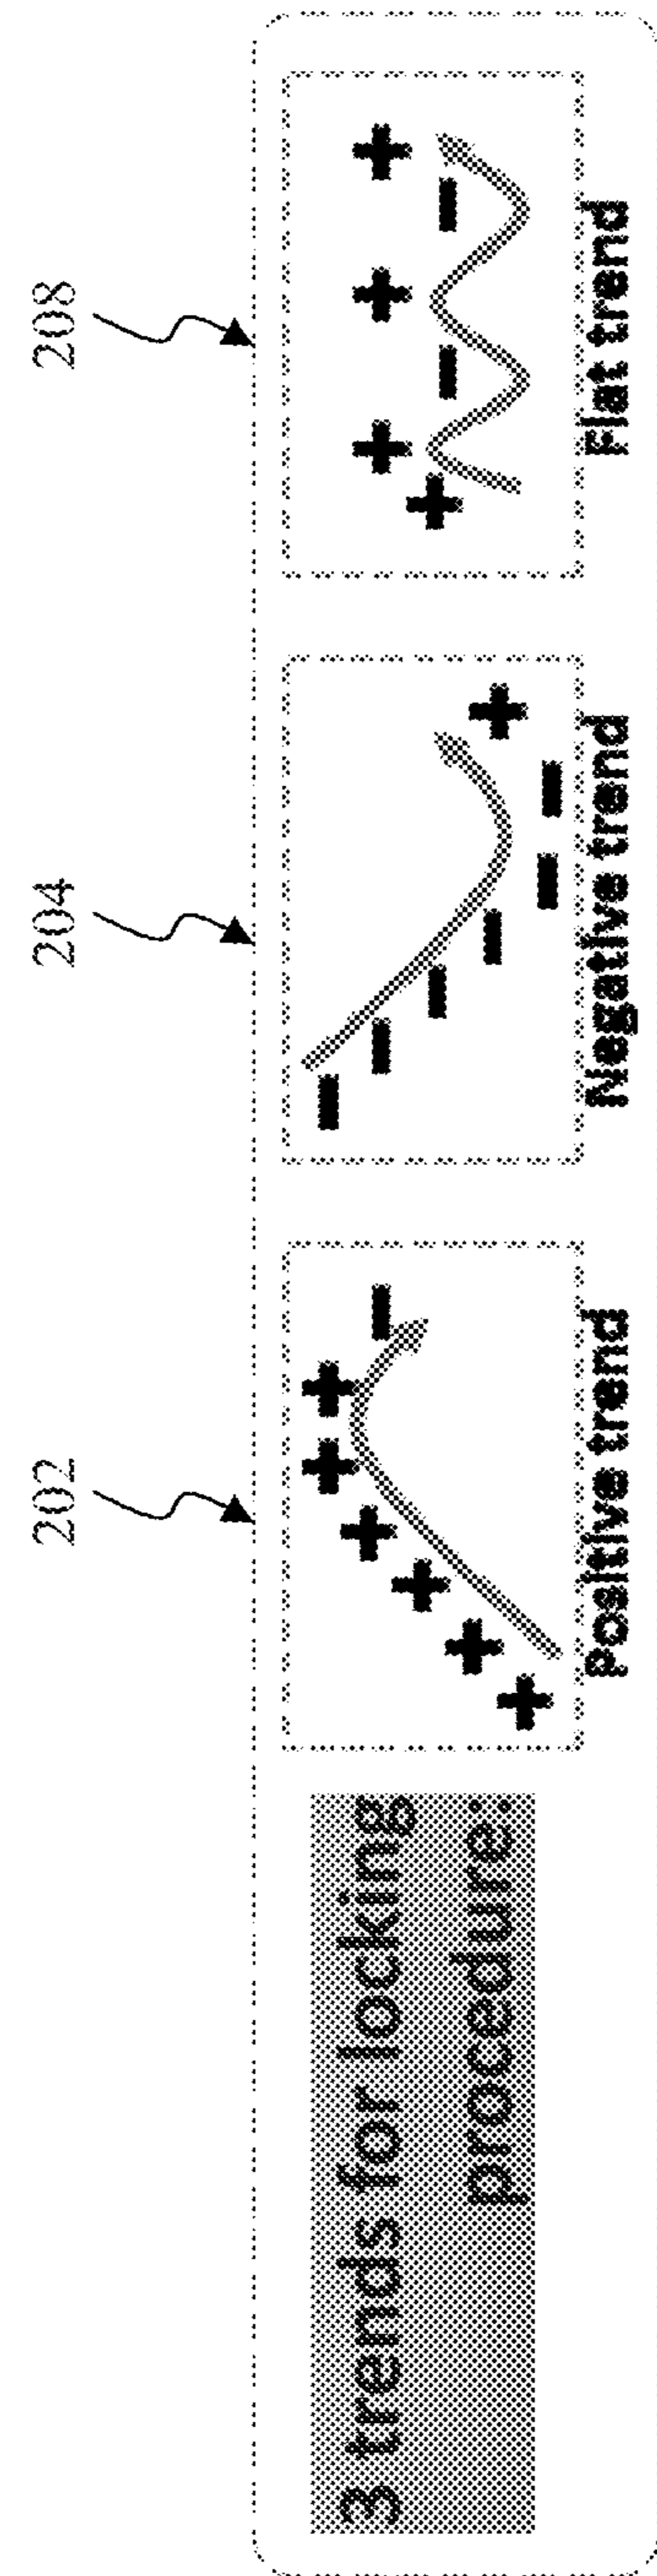 202
204
208
3 trends for locking
procedure:
Positive trend
Negative trend
Flat trend